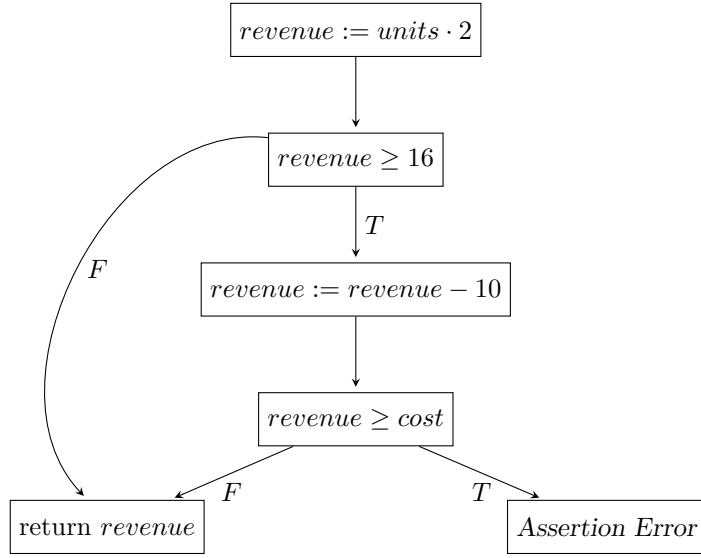 revenue := units · 2
revenue ≥ 16
T
F
revenue := revenue − 10
revenue ≥ cost
F
T
return revenue
Assertion Error